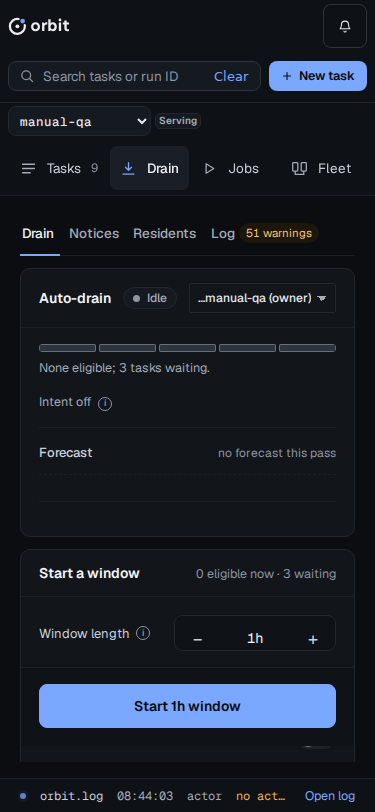 orbit
Search tasks or run ID Clear + New task
manual-qa Serving
Tasks 9 Drain Jobs Fleet
Drain Notices Residents Log 51 warnings
Auto-drain Idle …manual-qa (owner)
None eligible; 3 tasks waiting.
Intent off
Forecast no forecast this pass
Start a window 0 eligible now · 3 waiting
Window length − 1h +
Start 1h window
orbit.log 08:44:03 actor no act… Open log